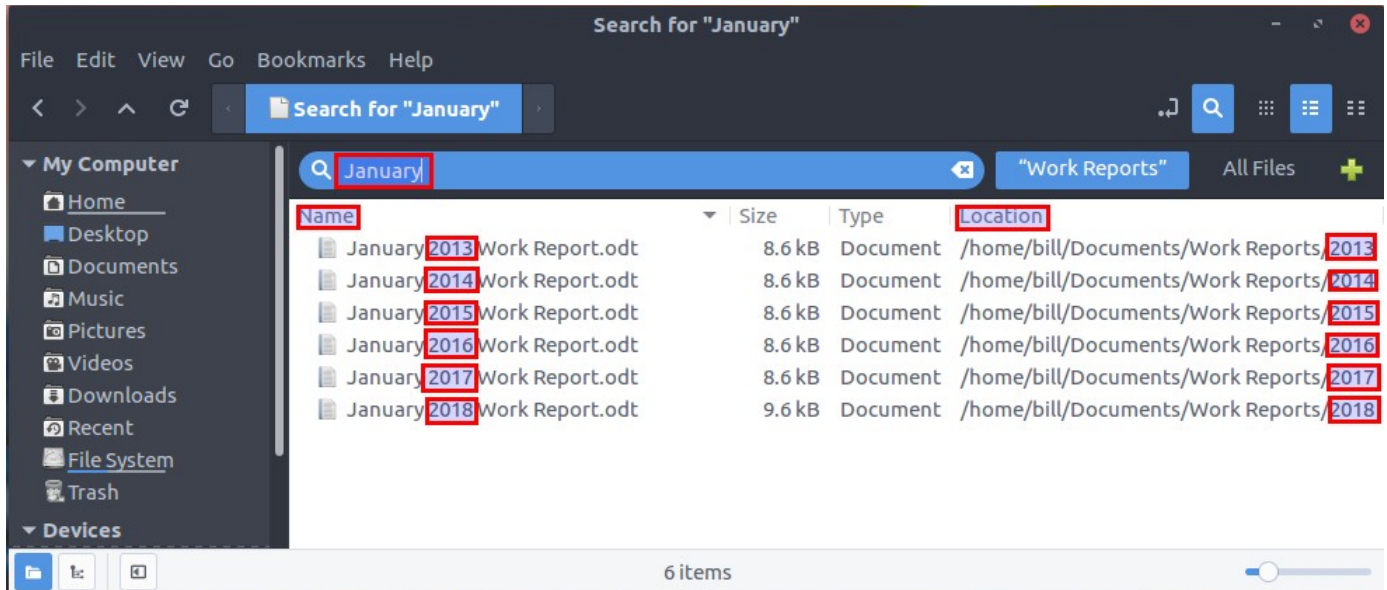 Search for "January"
File Edit View Go Bookmarks Help
Search for "January"
My Computer
Home
Desktop
Documents
Music
Pictures
Videos
Downloads
Recent
File System
Trash
Devices
January “Work Reports” All Files
Name Size Type Location
January 2013 Work Report.odt 8.6 kB Document /home/bill/Documents/Work Reports/2013
January 2014 Work Report.odt 8.6 kB Document /home/bill/Documents/Work Reports/2014
January 2015 Work Report.odt 8.6 kB Document /home/bill/Documents/Work Reports/2015
January 2016 Work Report.odt 8.6 kB Document /home/bill/Documents/Work Reports/2016
January 2017 Work Report.odt 8.6 kB Document /home/bill/Documents/Work Reports/2017
January 2018 Work Report.odt 9.6 kB Document /home/bill/Documents/Work Reports/2018
6 items